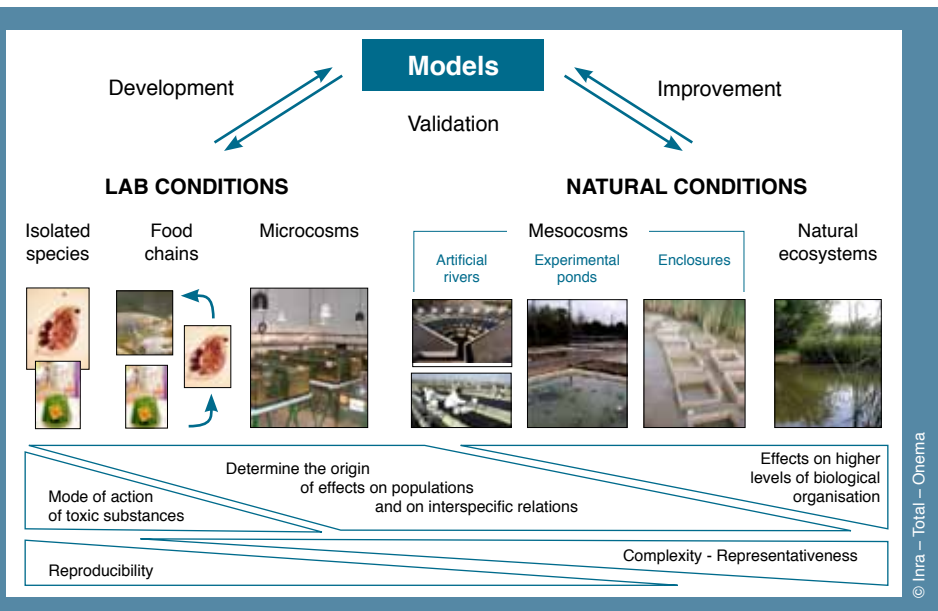 Models
Development
Improvement
Validation
LAB CONDITIONS
NATURAL CONDITIONS
Isolated
species
Food
chains
Microcosms
Mesocosms
Artificial
rivers
Experimental
ponds
Enclosures
Natural
ecosystems
Mode of action
of toxic substances
Determine the origin
of effects on populations
and on interspecific relations
Effects on higher
levels of biological
organisation
Complexity - Representativeness
Reproducibility
© Inra – Total – Onema